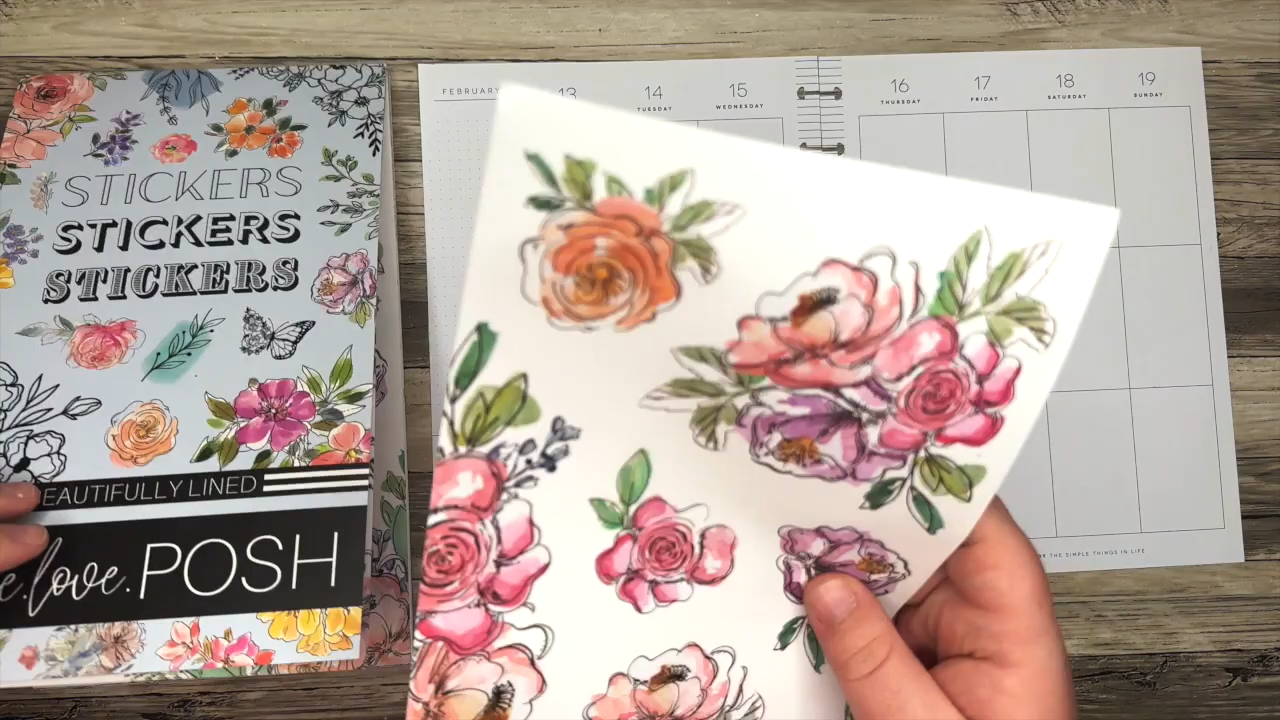 STICKERS
STICKERS
STICKERS
EAUTIFULLY LINED
e.love.POSH
FEBRUARY
13
14
TUESDAY
15
WEDNESDAY
16
THURSDAY
17
FRIDAY
18
SATURDAY
19
SUNDAY
THE SIMPLE THINGS IN LIFE